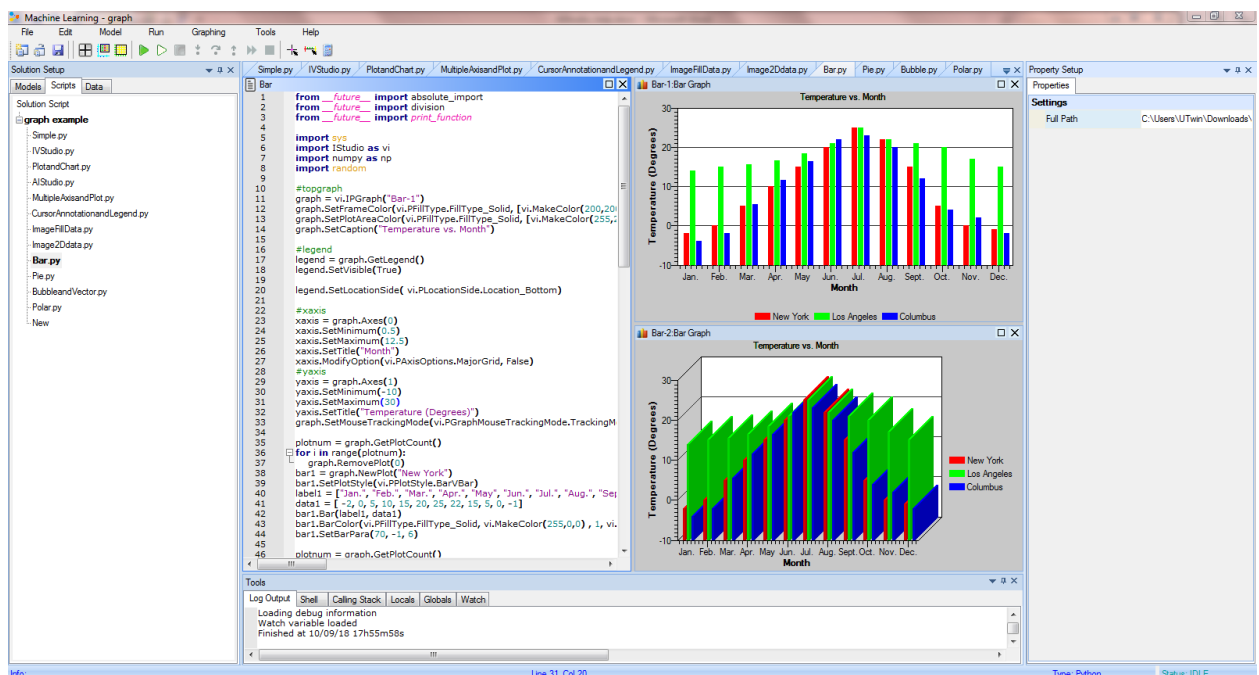 Machine Learning - graph
File Edit Model Run Graphing Tools Help
Solution Setup
Models Scripts Data
Solution Script
graph example
Simple.py
IVStudio.py
PlotandChart.py
AIStudio.py
MultipleAxisandPlot.py
CursorAnnotationandLegend.py
ImageFillData.py
Image2Ddata.py
Bar.py
Pie.py
BubbleandVector.py
Polar.py
New
Simple.py IVStudio.py PlotandChart.py MultipleAxisandPlot.py CursorAnnotationandLegend.py ImageFillData.py Image2Ddata.py Bar.py Pie.py Bubble.py Polar.py
Bar
1 from __future__ import absolute_import
2 from __future__ import division
3 from __future__ import print_function
4
5 import sys
6 import IStudio as vi
7 import numpy as np
8 import random
9
10 #topgraph
11 graph = vi.IPGraph("Bar-1")
12 graph.SetFrameColor(vi.PFillType.FillType_Solid, [vi.MakeColor(200,20
13 graph.SetPlotAreaColor(vi.PFillType.FillType_Solid, [vi.MakeColor(255,2
14 graph.SetCaption("Temperature vs. Month")
15
16 #legend
17 legend = graph.GetLegend()
18 legend.SetVisible(True)
19
20 legend.SetLocationSide( vi.PLocationSide.Location_Bottom)
21
22 #xaxis
23 xaxis = graph.Axes(0)
24 xaxis.SetMinimum(0.5)
25 xaxis.SetMaximum(12.5)
26 xaxis.SetTitle("Month")
27 xaxis.ModifyOption(vi.PAxisOptions.MajorGrid, False)
28 #yaxis
29 yaxis = graph.Axes(1)
30 yaxis.SetMinimum(-10)
31 yaxis.SetMaximum(30)
32 yaxis.SetTitle("Temperature (Degrees)")
33 graph.SetMouseTrackingMode(vi.PGraphMouseTrackingMode.TrackingM
34
35 plotnum = graph.GetPlotCount()
36 for i in range(plotnum):
37 graph.RemovePlot(0)
38 bar1 = graph.NewPlot("New York")
39 bar1.SetPlotStyle(vi.PPlotStyle.BarVBar)
40 label1 = ["Jan.", "Feb.", "Mar.", "Apr.", "May", "Jun.", "Jul.", "Aug.", "Sep
41 data1 = [ -2, 0, 5, 10, 15, 20, 25, 22, 15, 5, 0, -1]
42 bar1.Bar(label1, data1)
43 bar1.BarColor(vi.PFillType.FillType_Solid, vi.MakeColor(255,0,0) , 1, vi.
44 bar1.SetBarPara(70, -1, 6)
45
46 plotnum = graph.GetPlotCount()
Bar-1:Bar Graph
Temperature vs. Month
Temperature (Degrees)
30
20
10
0
-10
Jan. Feb. Mar. Apr. May Jun. Jul. Aug. Sept. Oct. Nov. Dec.
Month
New York Los Angeles Columbus
Bar-2:Bar Graph
Temperature vs. Month
Temperature (Degrees)
30
20
10
0
-10
Jan. Feb. Mar. Apr. May Jun. Jul. Aug. Sept. Oct. Nov. Dec.
Month
New York
Los Angeles
Columbus
Property Setup
Properties
Settings
Full Path C:\Users\UTwin\Downloads\
Tools
Log Output Shell Calling Stack Locals Globals Watch
Loading debug information
Watch variable loaded
Finished at 10/09/18 17h55m58s
Info: Line 31, Col 20 Type: Python Status: IDLE